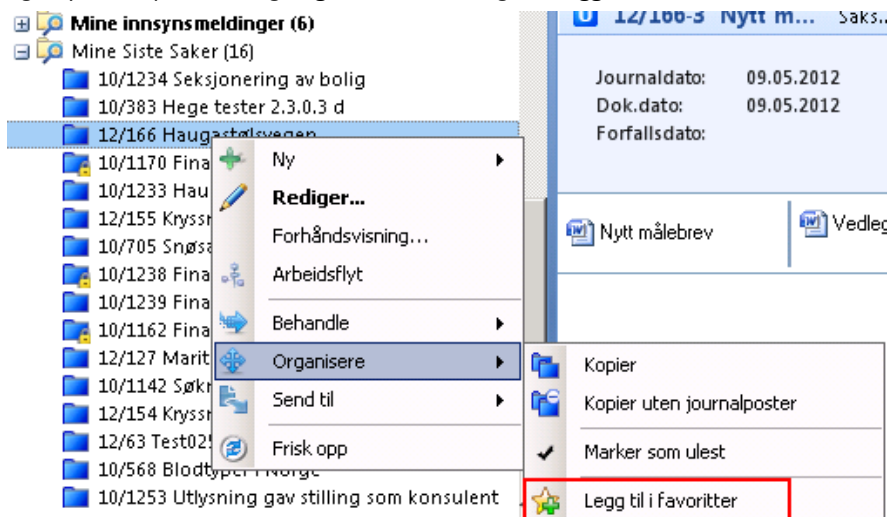 Mine innsynsmeldinger (6)
Mine Siste Saker (16)
10/1234 Seksjonering av bolig
10/383 Hege tester 2.3.0.3 d
12/166 Haugastølsvegen
10/1170 Fina
10/1233 Hau
12/155 Kryssr
10/705 Snøsa
10/1238 Fina
10/1239 Fina
10/1162 Fina
12/127 Marit
10/1142 Søkr
12/154 Kryssr
12/63 Test025
10/568 Blodtyper i Norge
10/1253 Utlysning gav stilling som konsulent
Ny
Rediger...
Forhåndsvisning...
Arbeidsflyt
Behandle
Organisere
Send til
Frisk opp
Kopier
Kopier uten journalposter
Marker som ulest
Legg til i favoritter
U 12/166-3 Nytt m... Saks..
Journaldato: 09.05.2012
Dok.dato: 09.05.2012
Forfallsdato:
Nytt målebrev
Vedleg